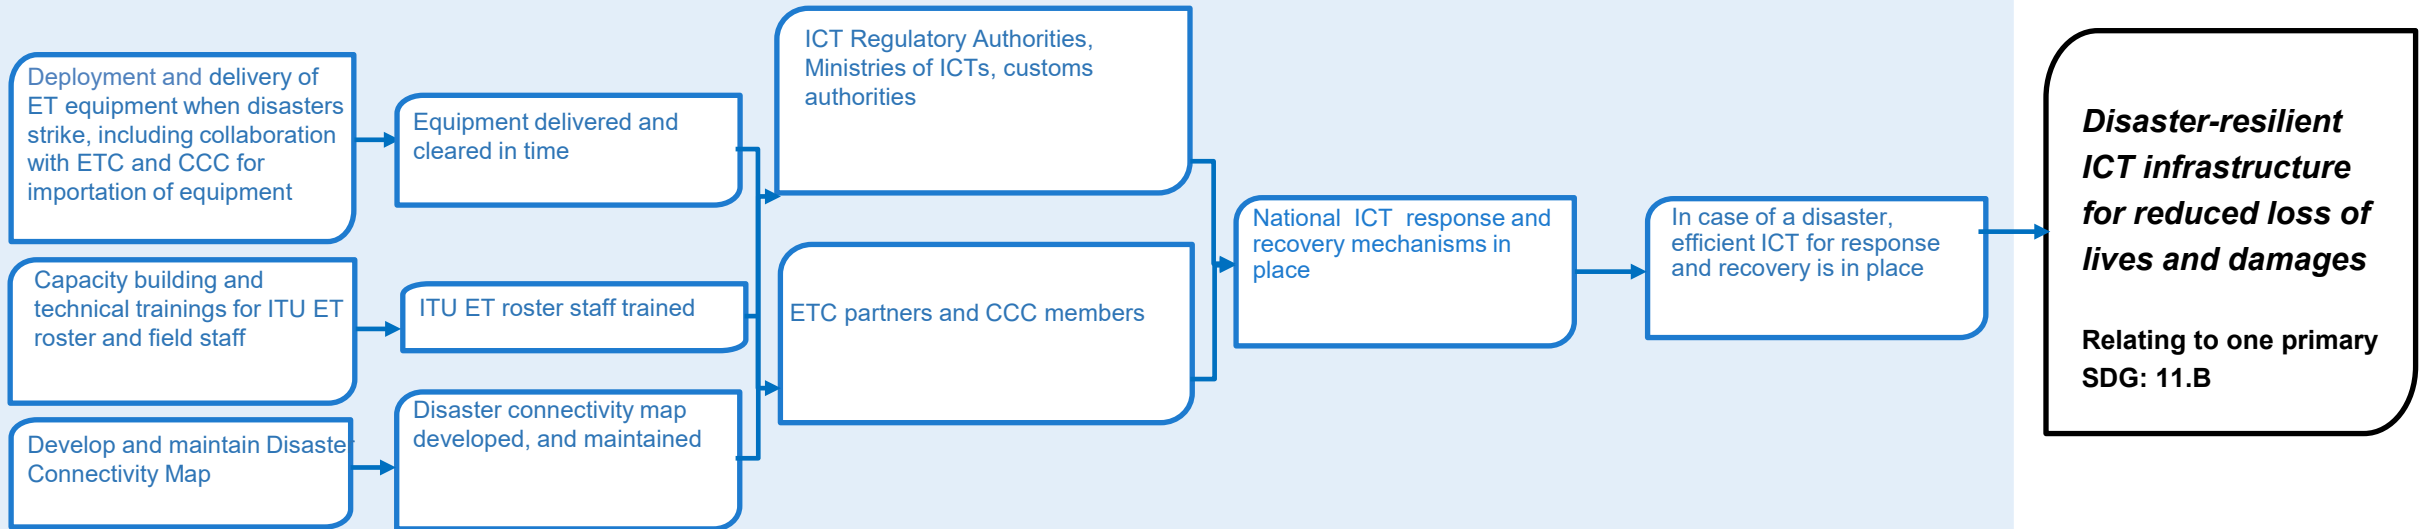 Deployment and delivery of
ET equipment when disasters
strike, including collaboration
with ETC and CCC for
importation of equipment
Capacity building and
technical trainings for ITU ET
roster and field staff
Develop and maintain Disaster
Connectivity Map
Equipment delivered and
cleared in time
ITU ET roster staff trained
Disaster connectivity map
developed, and maintained
ICT Regulatory Authorities,
Ministries of ICTs, customs
authorities
ETC partners and CCC members
National ICT response and
recovery mechanisms in
place
In case of a disaster,
efficient ICT for response
and recovery is in place
Disaster-resilient
ICT infrastructure
for reduced loss of
lives and damages
Relating to one primary
SDG: 11.B